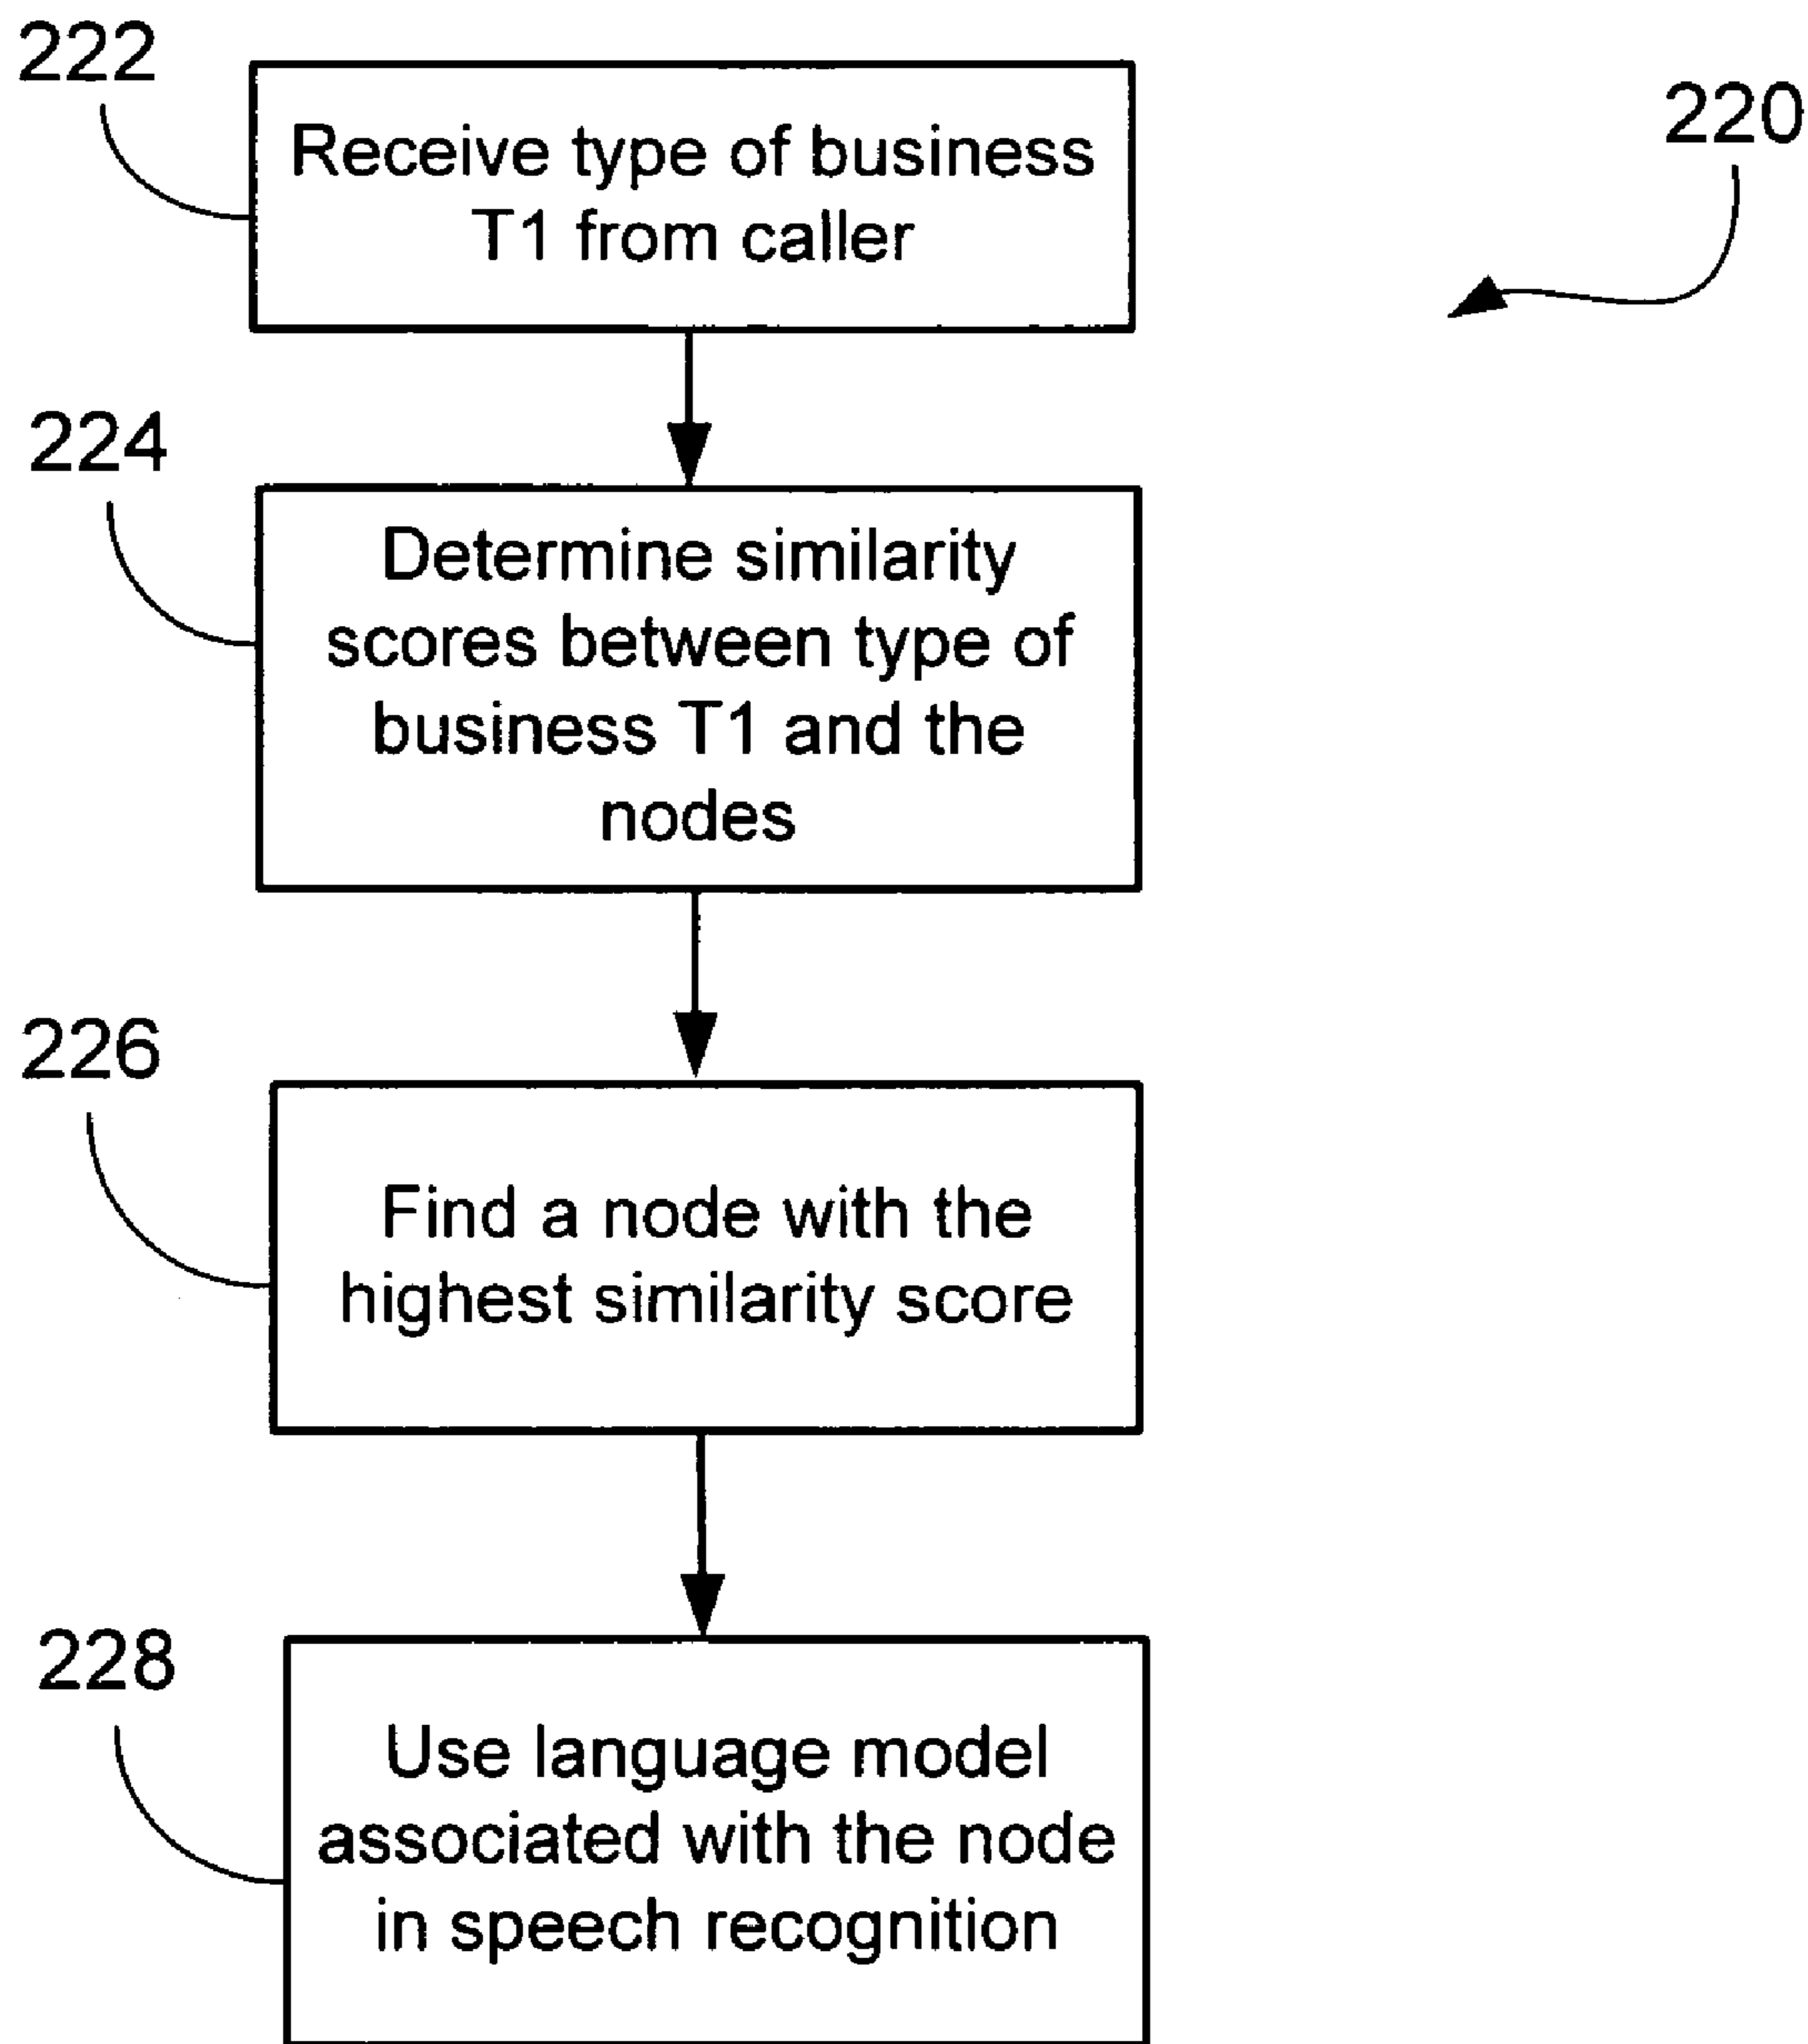 222
Receive type of business
T1 from caller
220
224
Determine similarity
scores between type of
business T1 and the
nodes
226
Find a node with the
highest similarity score
228
Use language model
associated with the node
in speech recognition